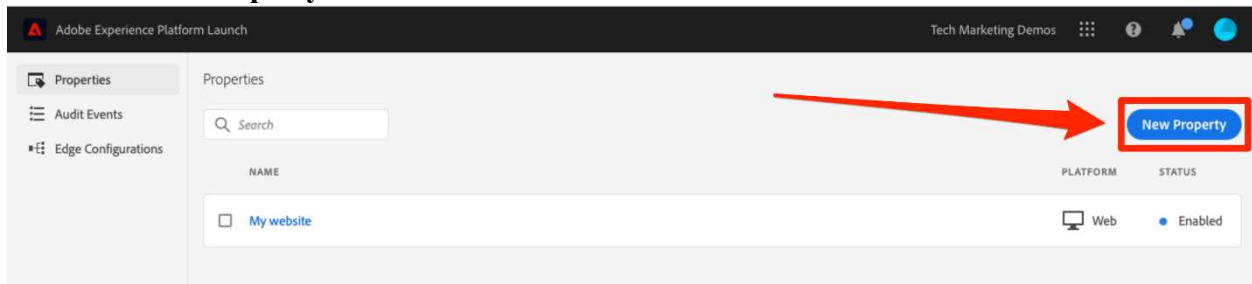 Adobe Experience Platform Launch
Tech Marketing Demos
Properties
Audit Events
Edge Configurations
Properties
Search
New Property
NAME
PLATFORM
STATUS
My website
Web
Enabled